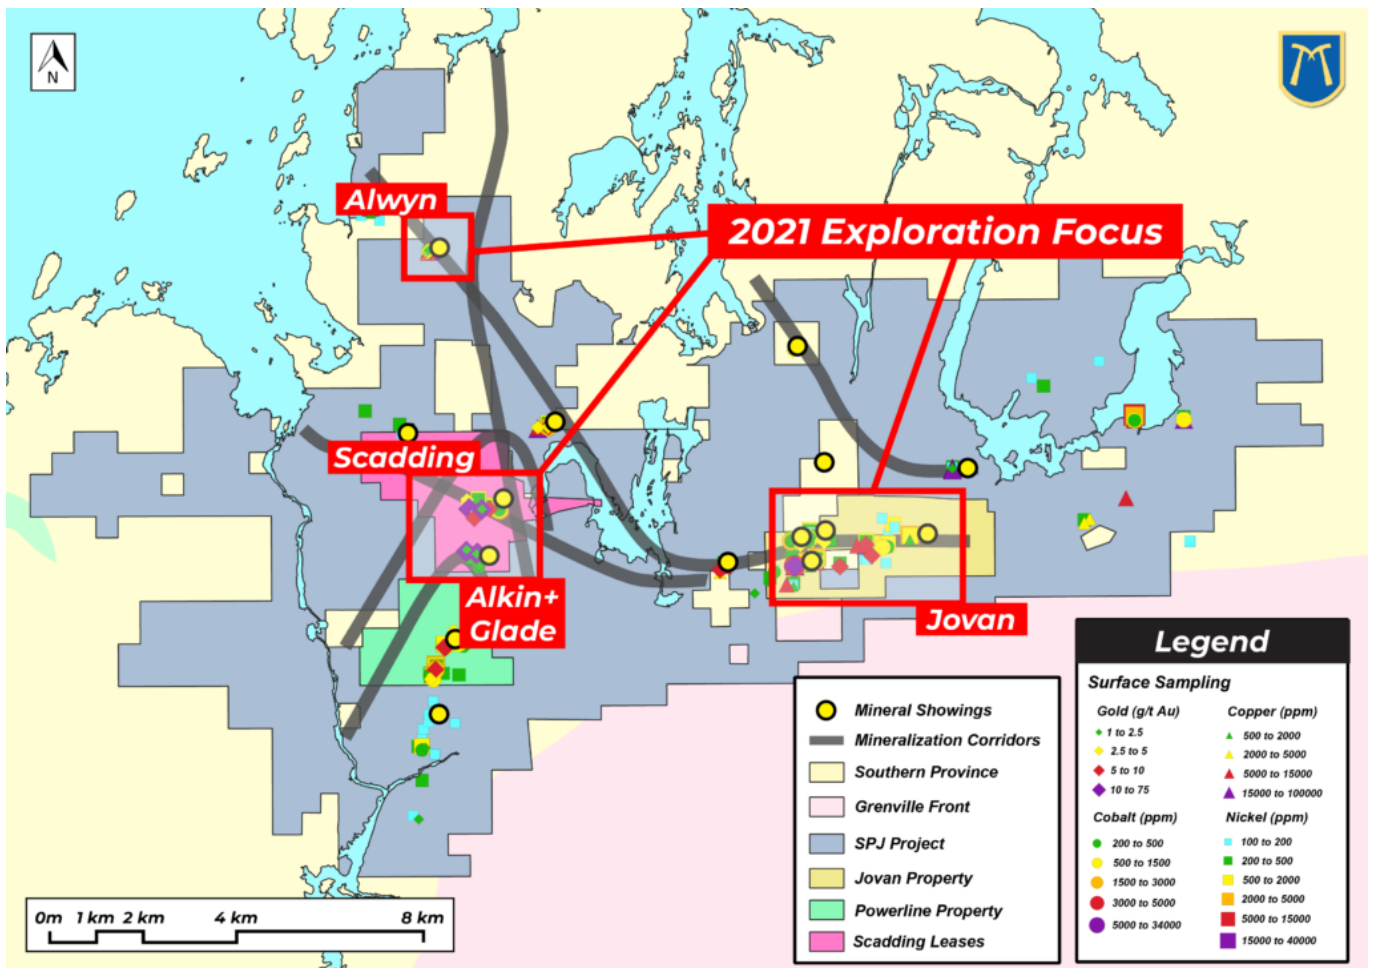 N
Alwyn
2021 Exploration Focus
Scadding
Alkin+
Glade
Jovan
Mineral Showings
Mineralization Corridors
Southern Province
Grenville Front
SPJ Project
Jovan Property
Powerline Property
Scadding Leases
Legend
Surface Sampling
Gold (g/t Au)
1 to 2.5
2.5 to 5
5 to 10
10 to 75
Copper (ppm)
500 to 2000
2000 to 5000
5000 to 15000
15000 to 100000
Cobalt (ppm)
200 to 500
500 to 1500
1500 to 3000
3000 to 5000
5000 to 34000
Nickel (ppm)
100 to 200
200 to 500
500 to 2000
2000 to 5000
5000 to 15000
15000 to 40000
0m 1 km 2 km 4 km 8 km